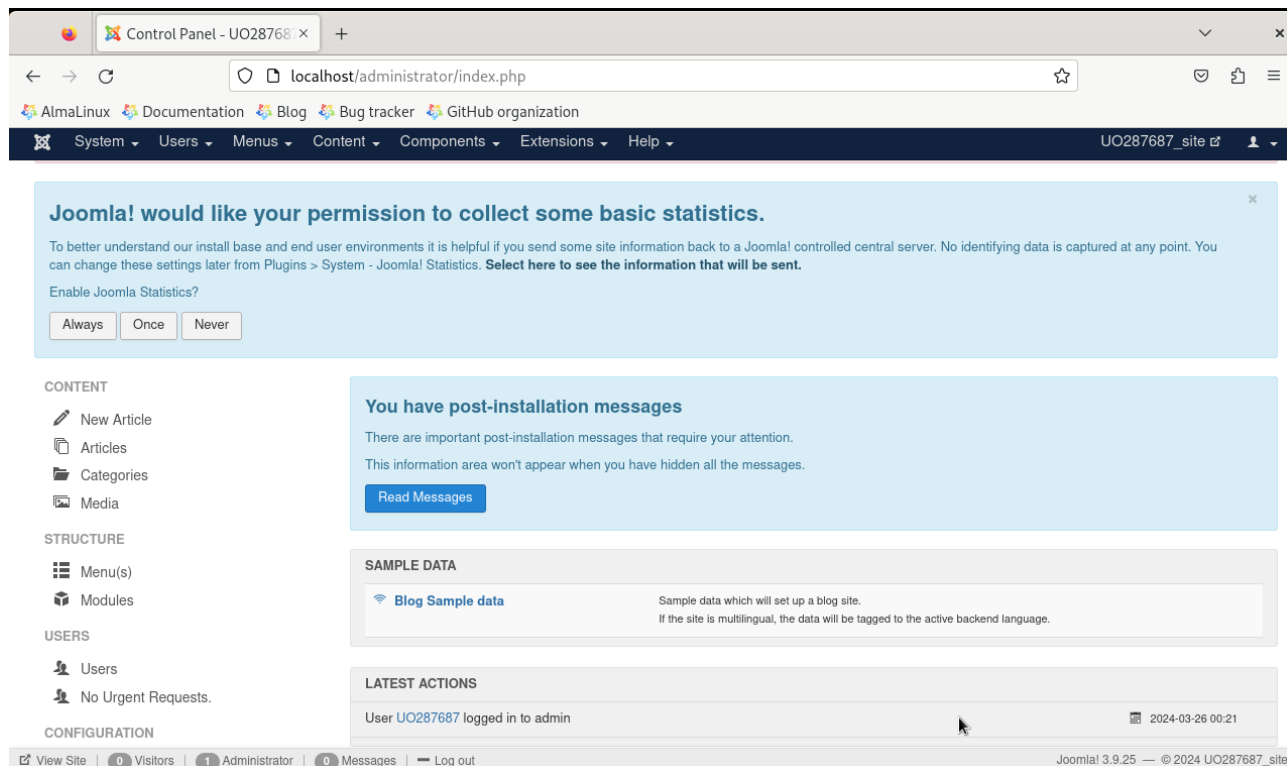 Control Panel - UO28768
localhost/administrator/index.php
AlmaLinux Documentation Blog Bug tracker GitHub organization
System Users Menus Content Components Extensions Help UO287687_site
Joomla! would like your permission to collect some basic statistics.
To better understand our install base and end user environments it is helpful if you send some site information back to a Joomla! controlled central server. No identifying data is captured at any point. You
can change these settings later from Plugins > System - Joomla! Statistics. Select here to see the information that will be sent.
Enable Joomla Statistics?
Always Once Never
CONTENT
New Article
Articles
Categories
Media
STRUCTURE
Menu(s)
Modules
USERS
Users
No Urgent Requests.
CONFIGURATION
You have post-installation messages
There are important post-installation messages that require your attention.
This information area won't appear when you have hidden all the messages.
Read Messages
SAMPLE DATA
Blog Sample data
Sample data which will set up a blog site.
If the site is multilingual, the data will be tagged to the active backend language.
LATEST ACTIONS
User UO287687 logged in to admin 2024-03-26 00:21
View Site | 0 Visitors | 1 Administrator | 0 Messages | Log out Joomla! 3.9.25 — © 2024 UO287687_site